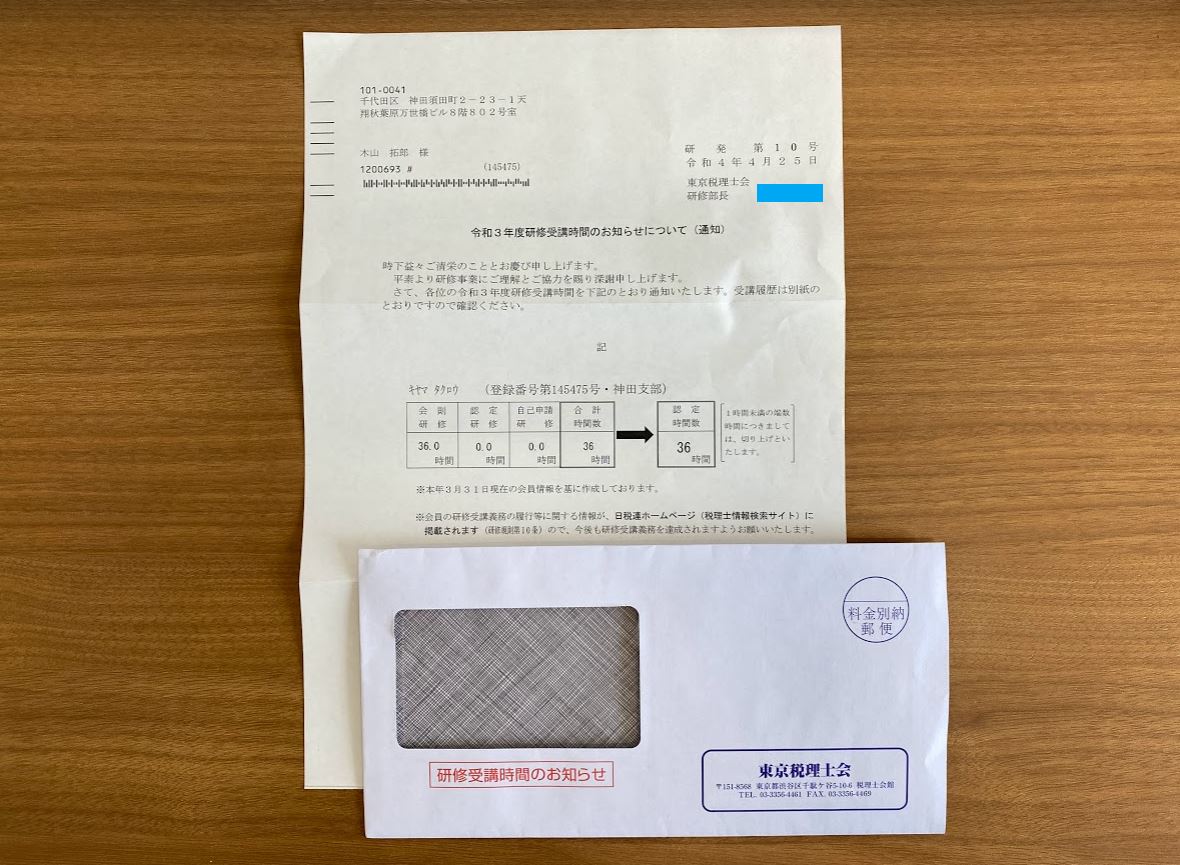 101-0041
千代田区 神田須田町2-23-1天
翔秋葉原万世橋ビル8階802号室
木山 拓郎 様
1200693 # (145475)
研発第10号
令和4年4月25日
東京税理士会
研修部長
令和3年度研修受講時間のお知らせについて(通知)
時下益々ご清栄のこととお慶び申し上げます。
平素より研修事業にご理解とご協力を賜り深謝申し上げます。
さて、各位の令和3年度研修受講時間を下記のとおり通知いたします。受講履歴は別紙の
とおりですので確認ください。
記
キヤマ タクロウ (登録番号第145475号・神田支部)
会則研修 認定研修 自己申請研修 合計時間数 認定時間数
36.0時間 0.0時間 0.0時間 36時間 36時間
1時間未満の端数
時間につきまして
は、切り上げとい
たします。
※本年3月31日現在の会員情報を基に作成しております。
※会員の研修受講義務の履行等に関する情報が、日税連ホームページ(税理士情報検索サイト)に
掲載されます(研修規則第10条)ので、今後も研修受講義務を達成されますようお願いいたします。
料金別納
郵便
研修受講時間のお知らせ
東京税理士会
〒151-8568 東京都渋谷区千駄ケ谷5-10-6 税理士会館
TEL. 03-3356-4461 FAX. 03-3356-4469